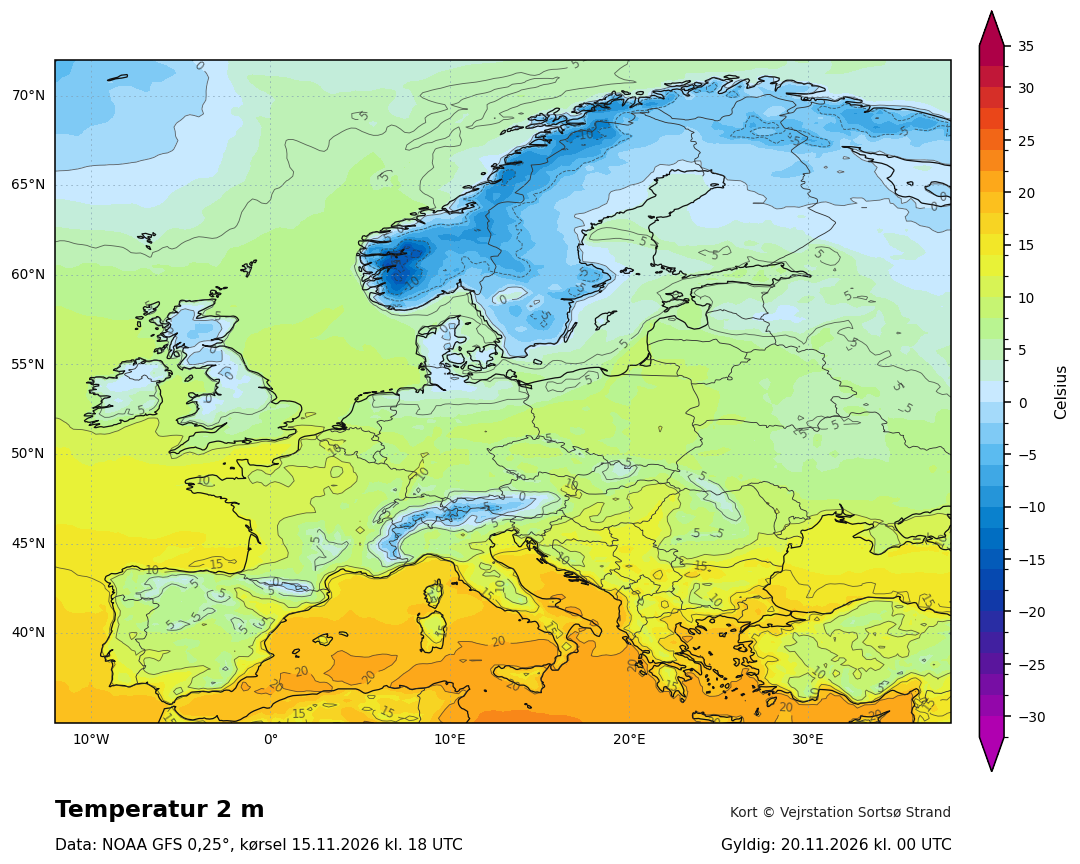 70°N
65°N
60°N
55°N
50°N
45°N
40°N
10°W
0°
10°E
20°E
30°E
35
30
25
20
15
10
5
0
−5
−10
−15
−20
−25
−30
Celsius
Temperatur 2 m
Kort © Vejrstation Sortsø Strand
Data: NOAA GFS 0,25°, kørsel 15.11.2026 kl. 18 UTC
Gyldig: 20.11.2026 kl. 00 UTC